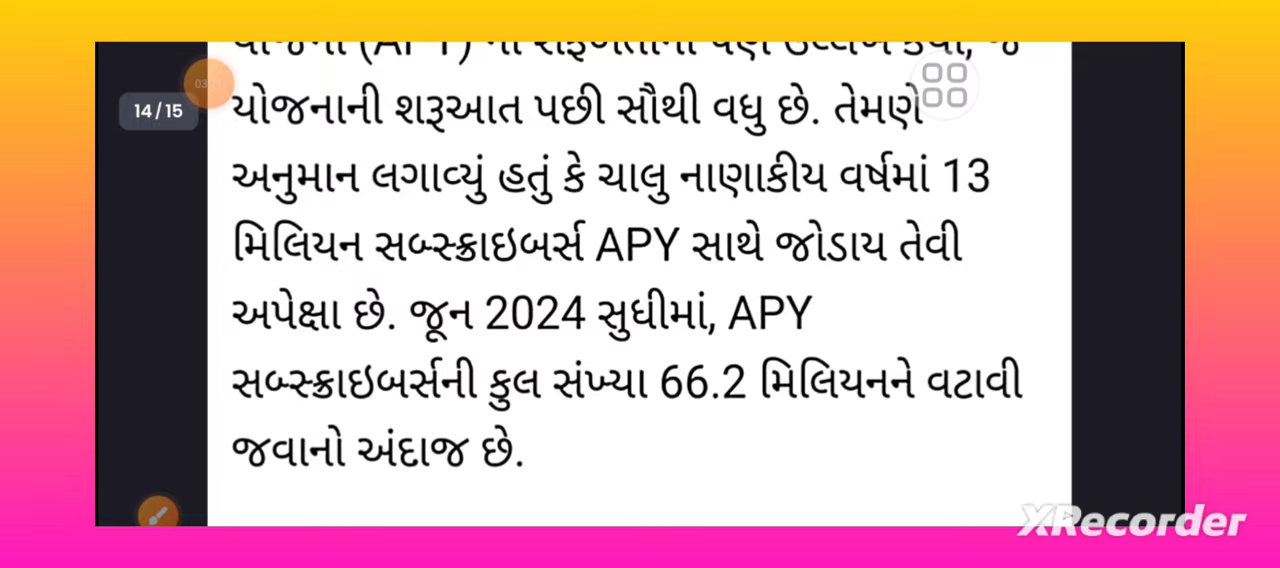 14/15
યોજનાની શરૂઆત પછી સૌથી વધુ છે. તેમણે
અનુમાન લગાવ્યું હતું કે ચાલુ નાણાકીય વર્ષમાં 13
મિલિયન સબ્સ્ક્રાઇબર્સ APY સાથે જોડાય તેવી
અપેક્ષા છે. જૂન 2024 સુધીમાં, APY
સબ્સ્ક્રાઇબર્સની કુલ સંખ્યા 66.2 મિલિયનને વટાવી
જવાનો અંદાજ છે.
XRecorder